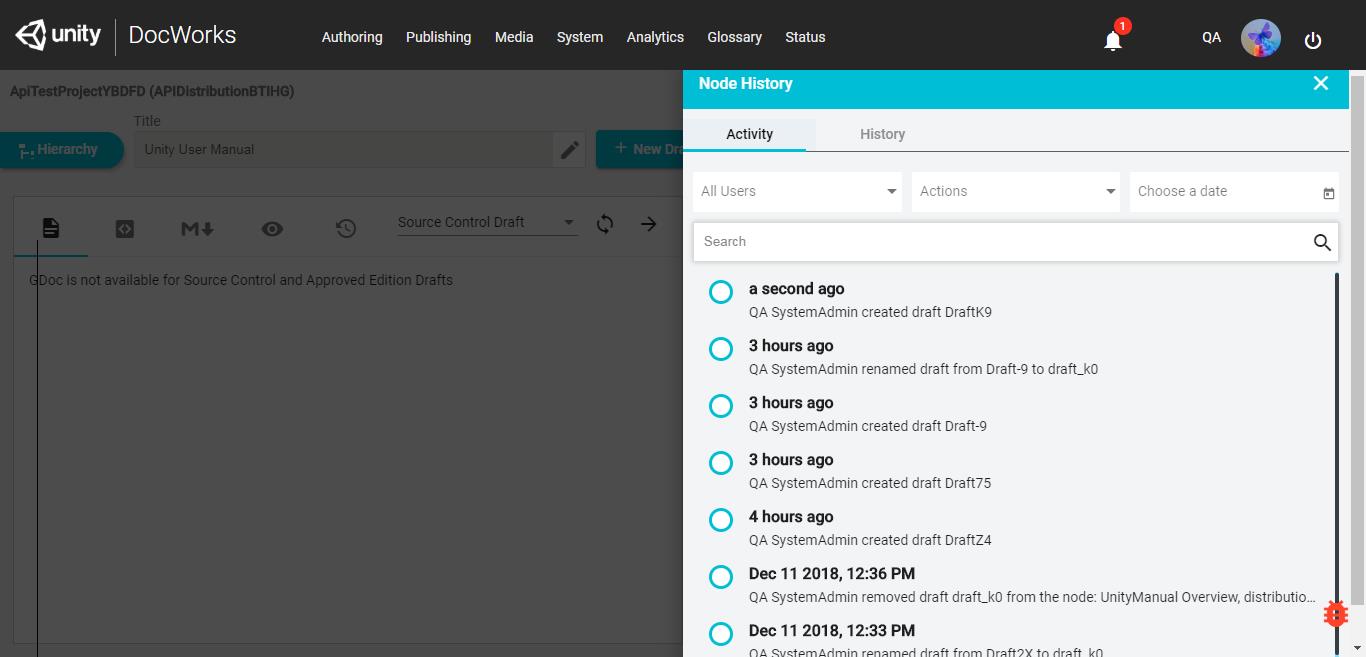 unity DocWorks Authoring Publishing Media System Analytics Glossary Status 1 QA
ApiTestProjectYBDFD (APIDistributionBTIHG)
Title
Hierarchy Unity User Manual + New Dra
Source Control Draft
GDoc is not available for Source Control and Approved Edition Drafts
Node History
Activity History
All Users Actions Choose a date
Search
a second ago
QA SystemAdmin created draft DraftK9
3 hours ago
QA SystemAdmin renamed draft from Draft-9 to draft_k0
3 hours ago
QA SystemAdmin created draft Draft-9
3 hours ago
QA SystemAdmin created draft Draft75
4 hours ago
QA SystemAdmin created draft DraftZ4
Dec 11 2018, 12:36 PM
QA SystemAdmin removed draft draft_k0 from the node: UnityManual Overview, distributio...
Dec 11 2018, 12:33 PM
QA SystemAdmin renamed draft from Draft2X to draft_k0